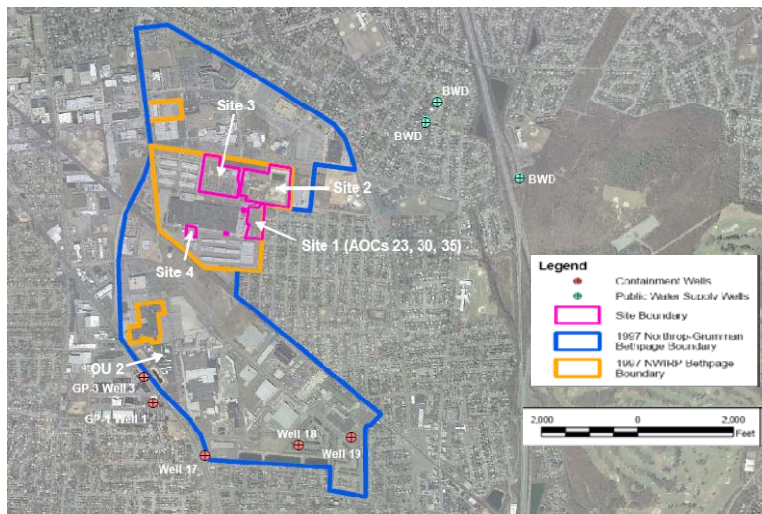 BWD
Site 3
BWD
BWD
Site 2
Site 1 (AOCs 23, 30, 35)
Site 4
Legend
Containment Wells
Public Water Supply Wells
Site Boundary
1997 Northrop-Grumman
Bethpage Boundary
1997 NWIRP Bethpage
Boundary
OU 2
GP-3 Well 3
GP-1 Well 1
2,000
0
2,000
Feet
Well 18
Well 19
Well 17